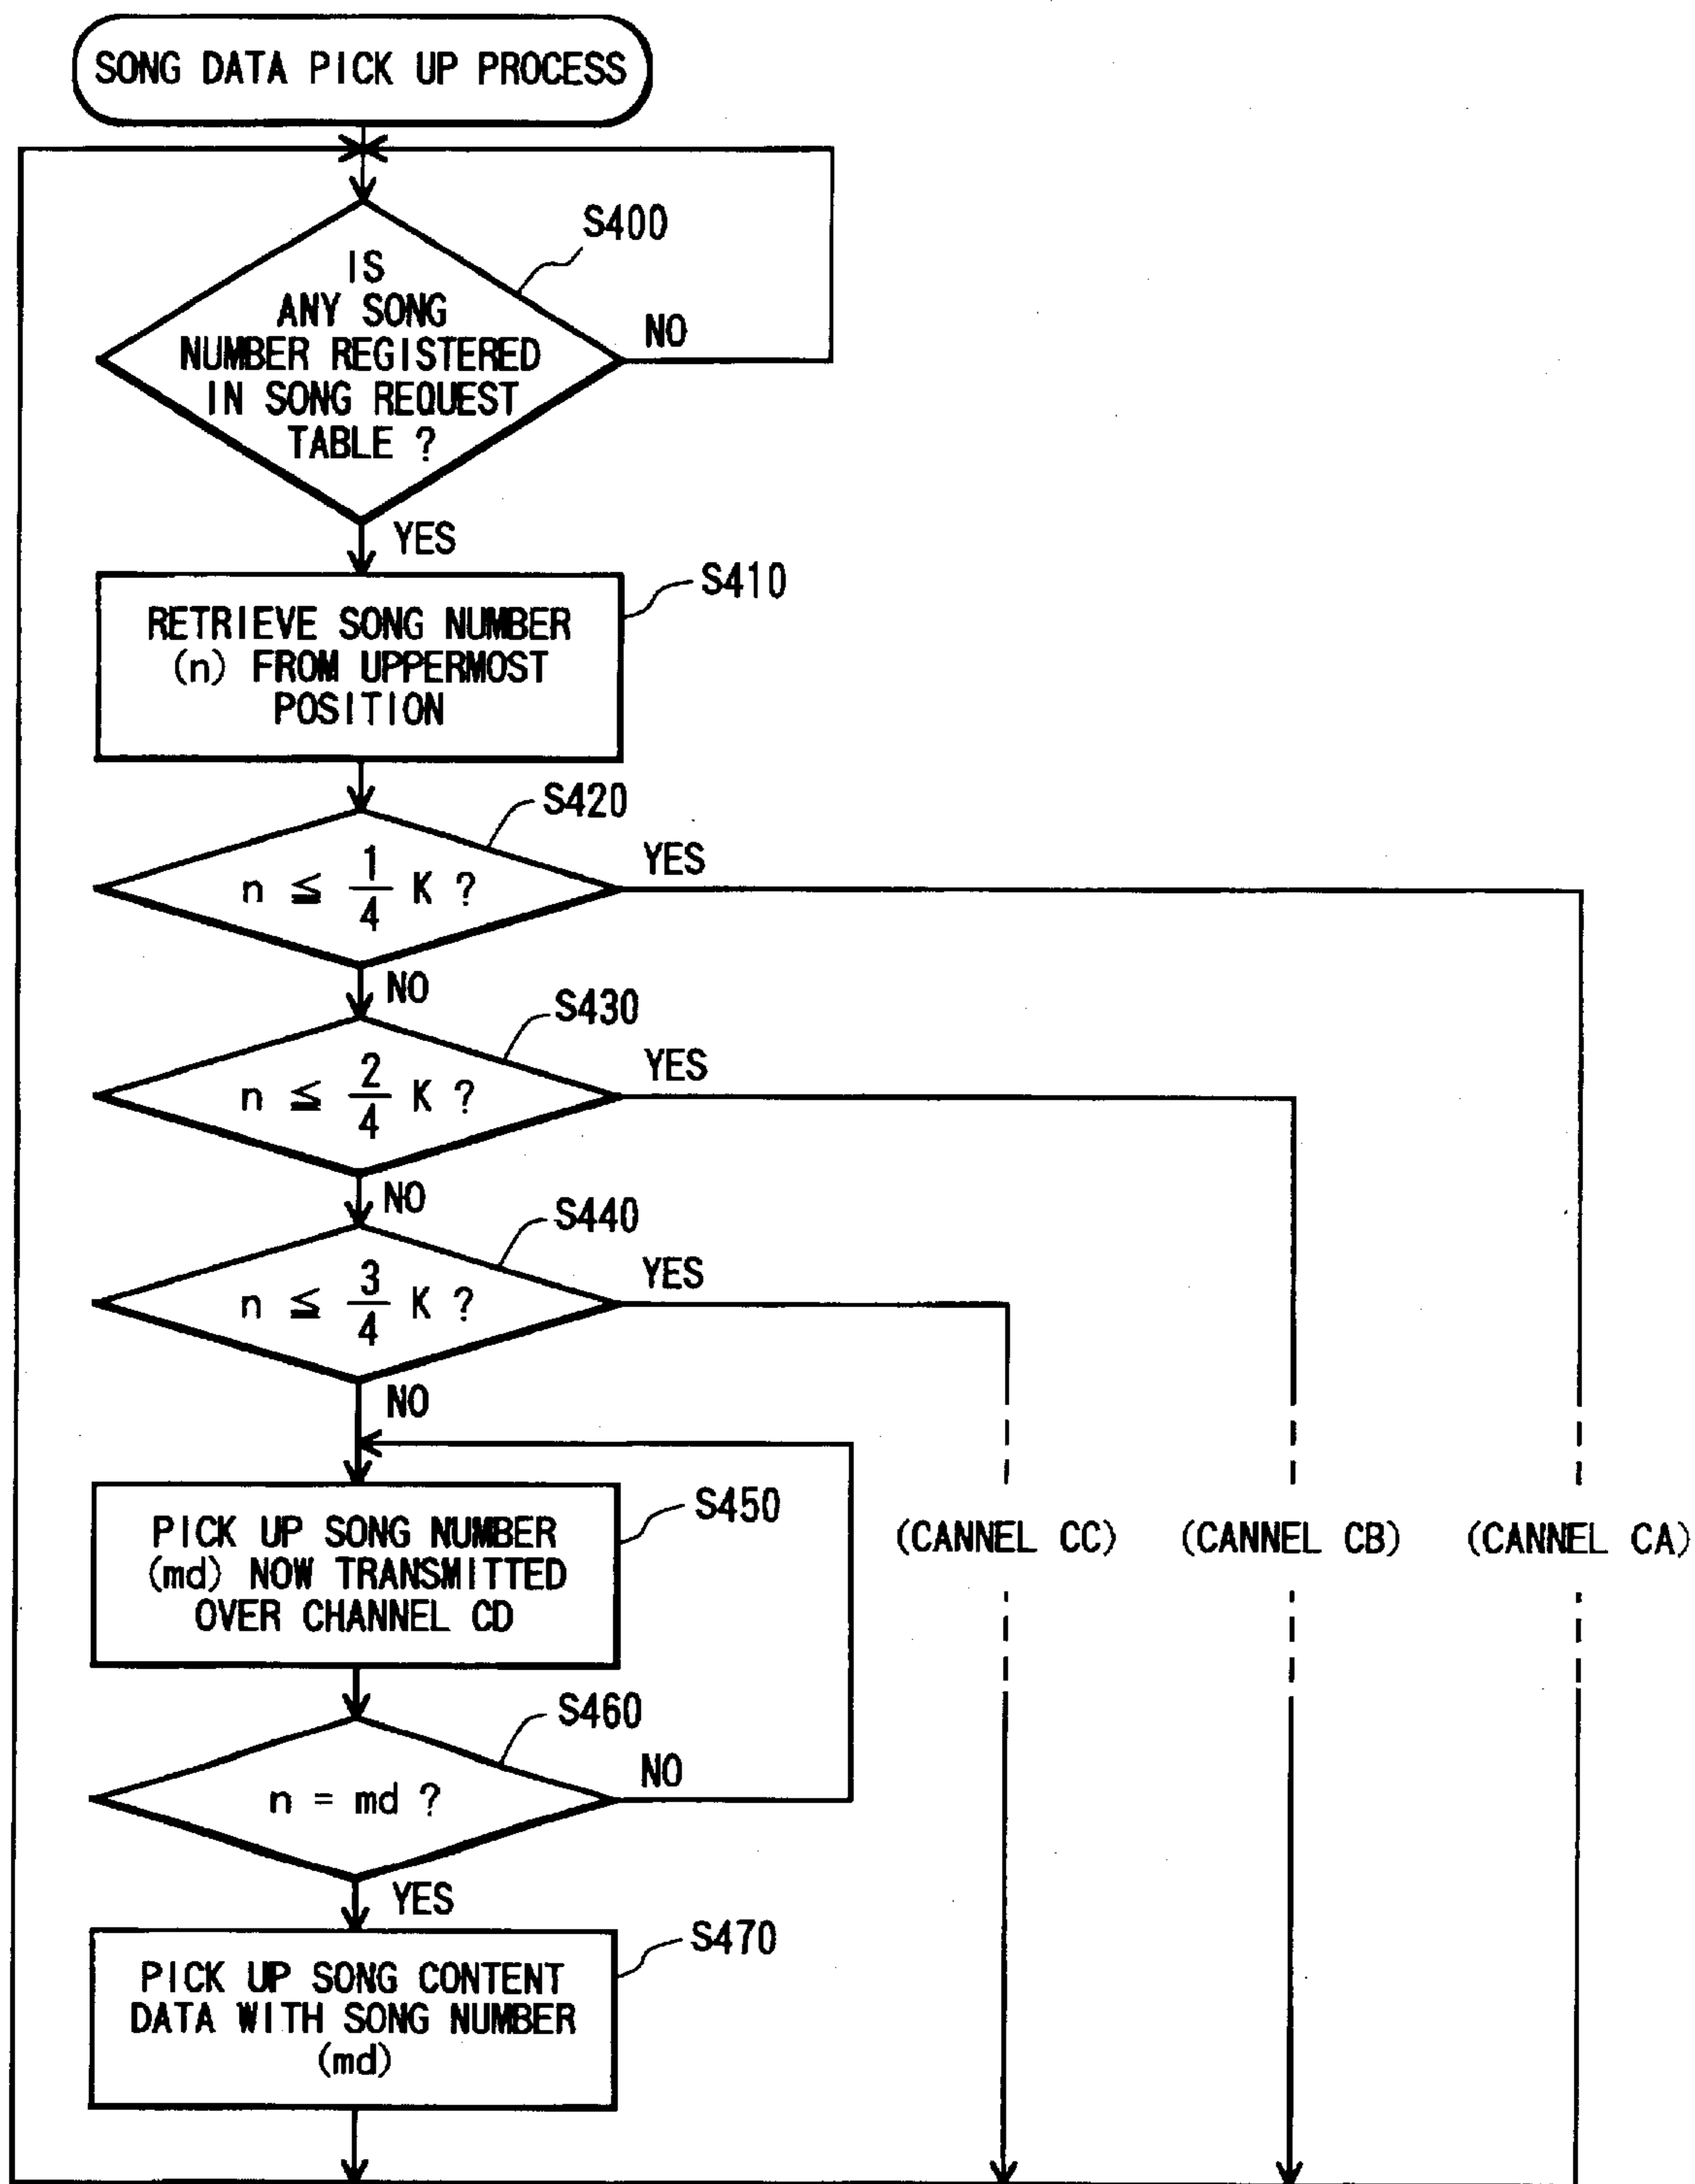 SONG DATA PICK UP PROCESS
S400
IS
ANY SONG
NUMBER REGISTERED
IN SONG REQUEST
TABLE ?
NO
YES
S410
RETRIEVE SONG NUMBER
(n) FROM UPPERMOST
POSITION
S420
n ≦ 1/4 K ?
YES
NO
S430
n ≦ 2/4 K ?
YES
NO
S440
n ≦ 3/4 K ?
YES
NO
S450
PICK UP SONG NUMBER
(md) NOW TRANSMITTED
OVER CHANNEL CD
(CANNEL CC) (CANNEL CB) (CANNEL CA)
S460
n = md ?
NO
YES
S470
PICK UP SONG CONTENT
DATA WITH SONG NUMBER
(md)